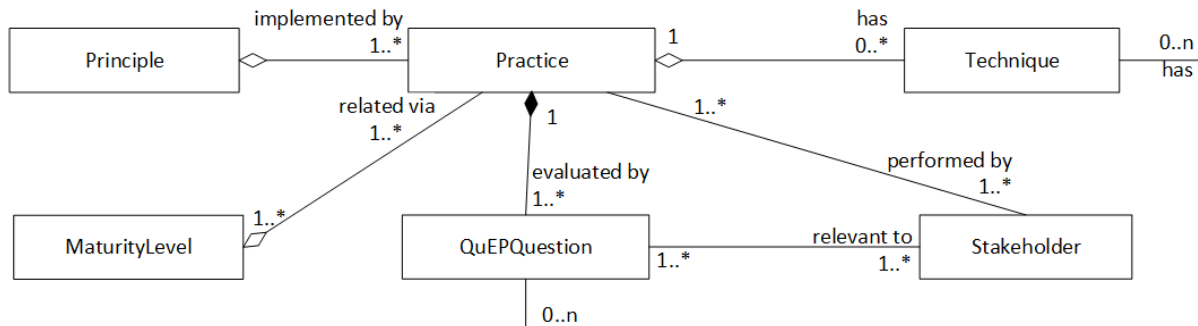 implemented by
1..*
Principle
Practice
1
has
0..*
Technique
0..n
has
related via
1..*
1
1..*
performed by
1..*
evaluated by
1..*
1..*
MaturityLevel
QuEPQuestion
relevant to
1..*
1..*
Stakeholder
0..n